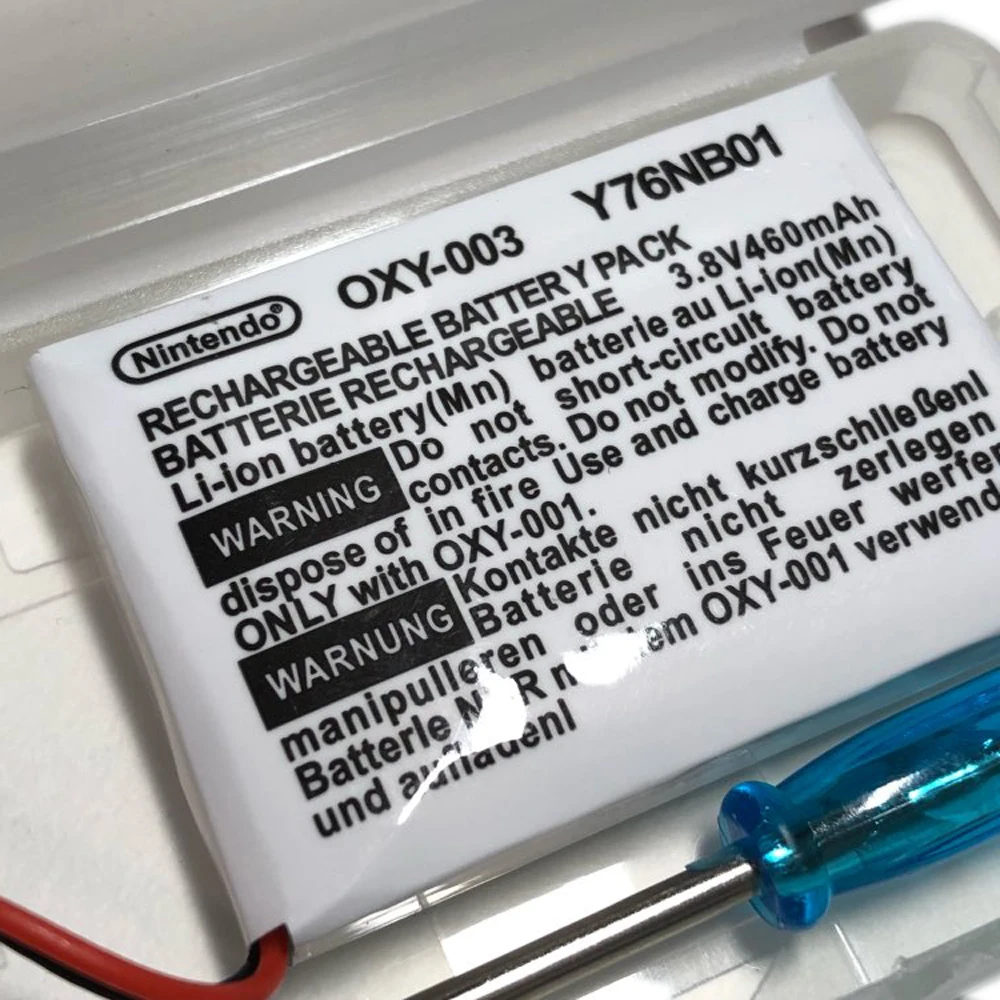 Nintendo® OXY-003 Y76NB01
RECHARGEABLE BATTERY PACK
BATTERIE RECHARGEABLE 3.8V460mAh
Li-ion battery(Mn) batterle au Li-ion(Mn)
WARNING Do not short-circult battery
contacts. Do not modify. Do not
dispose of in fire Use and charge battery
ONLY with OXY-001.
WARNUNG Kontakte nicht kurzschlleßenl
Batterie nicht zerlegen
manipulleren oder ins Feuer werfen
Batterle OXY-001 verwend
und aufladenl